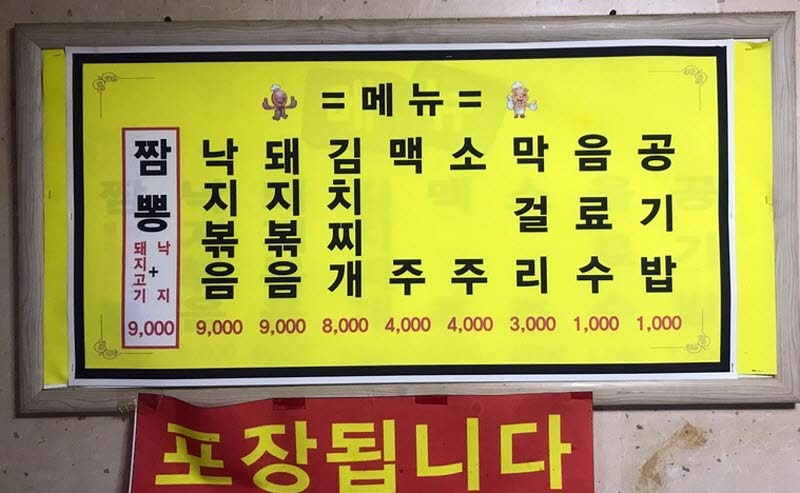 =메뉴=
짬뽕
돼지고기
+
낙지
9,000
낙지볶음
9,000
돼지볶음
9,000
김치찌개
8,000
맥주
4,000
소주
4,000
막걸리
3,000
음료수
1,000
공기밥
1,000
포장됩니다